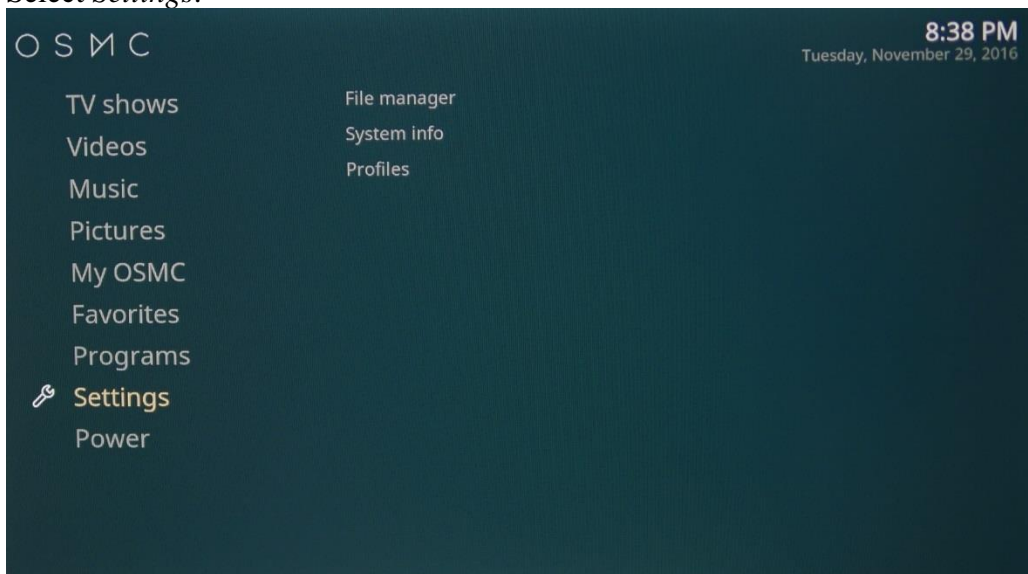 Select Settings.
OSMC
8:38 PM
Tuesday, November 29, 2016
TV shows
Videos
Music
Pictures
My OSMC
Favorites
Programs
Settings
Power
File manager
System info
Profiles